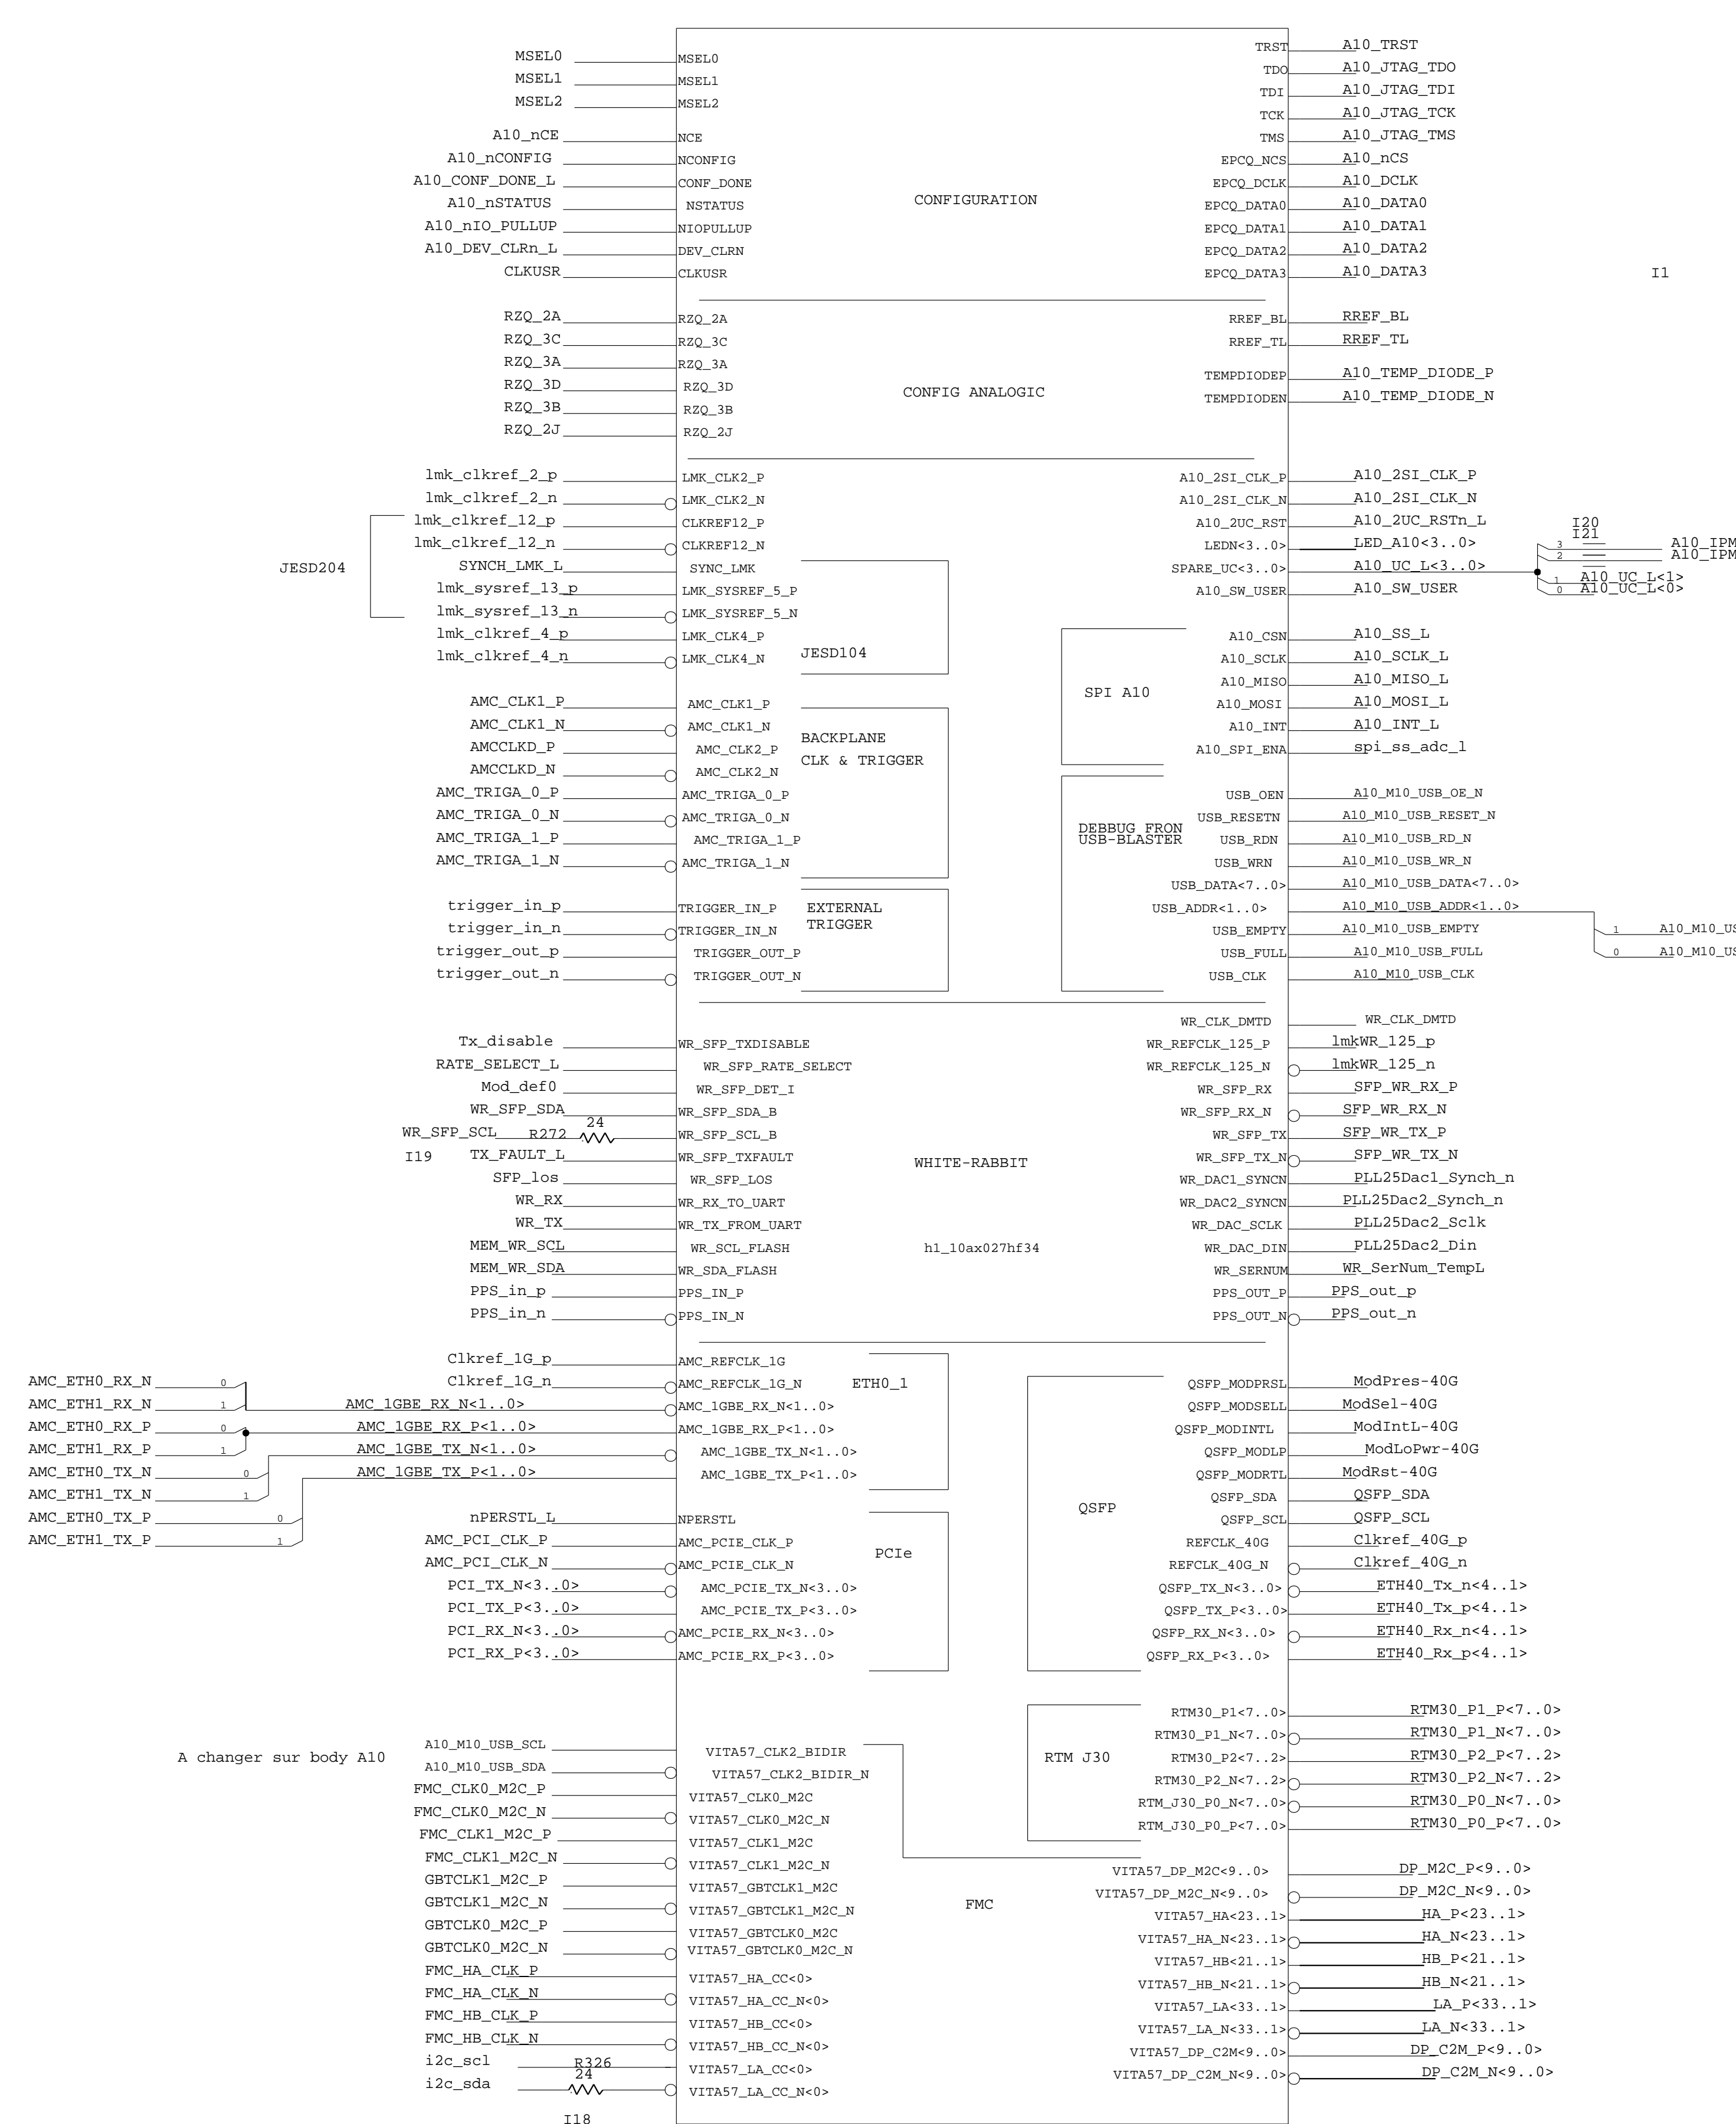 MSEL0 MSEL0 TRST A10_TRST
MSEL1 MSEL1 TDO A10_JTAG_TDO
MSEL2 MSEL2 TDI A10_JTAG_TDI
TCK A10_JTAG_TCK
A10_nCE NCE TMS A10_JTAG_TMS
A10_nCONFIG NCONFIG EPCQ_NCS A10_nCS
A10_CONF_DONE_L CONF_DONE EPCQ_DCLK A10_DCLK
CONFIGURATION
A10_nSTATUS NSTATUS EPCQ_DATA0 A10_DATA0
A10_nIO_PULLUP NIOPULLUP EPCQ_DATA1 A10_DATA1
A10_DEV_CLRn_L DEV_CLRN EPCQ_DATA2 A10_DATA2
CLKUSR CLKUSR EPCQ_DATA3 A10_DATA3 I1
RZQ_2A RZQ_2A RREF_BL RREF_BL
RZQ_3C RZQ_3C RREF_TL RREF_TL
RZQ_3A RZQ_3A TEMPDIODEP A10_TEMP_DIODE_P
RZQ_3D RZQ_3D CONFIG ANALOGIC TEMPDIODEN A10_TEMP_DIODE_N
RZQ_3B RZQ_3B
RZQ_2J RZQ_2J
lmk_clkref_2_p LMK_CLK2_P A10_2SI_CLK_P A10_2SI_CLK_P
lmk_clkref_2_n LMK_CLK2_N A10_2SI_CLK_N A10_2SI_CLK_N
lmk_clkref_12_p CLKREF12_P A10_2UC_RST A10_2UC_RSTn_L I20
I21
lmk_clkref_12_n CLKREF12_N LEDN<3..0> LED_A10<3..0> 3 A10_IPM
2 A10_IPM
JESD204 SYNCH_LMK_L SYNC_LMK SPARE_UC<3..0> A10_UC_L<3..0> 1 A10_UC_L<1>
lmk_sysref_13_p LMK_SYSREF_5_P A10_SW_USER A10_SW_USER 0 A10_UC_L<0>
lmk_sysref_13_n LMK_SYSREF_5_N
lmk_clkref_4_p LMK_CLK4_P A10_CSN A10_SS_L
lmk_clkref_4_n LMK_CLK4_N JESD104 A10_SCLK A10_SCLK_L
A10_MISO A10_MISO_L
SPI A10
AMC_CLK1_P AMC_CLK1_P A10_MOSI A10_MOSI_L
AMC_CLK1_N AMC_CLK1_N BACKPLANE A10_INT A10_INT_L
AMCCLKD_P AMC_CLK2_P CLK & TRIGGER A10_SPI_ENA spi_ss_adc_l
AMCCLKD_N AMC_CLK2_N
AMC_TRIGA_0_P AMC_TRIGA_0_P USB_OEN A10_M10_USB_OE_N
AMC_TRIGA_0_N AMC_TRIGA_0_N USB_RESETN A10_M10_USB_RESET_N
DEBBUG FRON
USB-BLASTER
AMC_TRIGA_1_P AMC_TRIGA_1_P USB_RDN A10_M10_USB_RD_N
AMC_TRIGA_1_N AMC_TRIGA_1_N USB_WRN A10_M10_USB_WR_N
USB_DATA<7..0> A10_M10_USB_DATA<7..0>
trigger_in_p TRIGGER_IN_P EXTERNAL USB_ADDR<1..0> A10_M10_USB_ADDR<1..0>
trigger_in_n TRIGGER_IN_N TRIGGER USB_EMPTY A10_M10_USB_EMPTY 1 A10_M10_US
trigger_out_p TRIGGER_OUT_P USB_FULL A10_M10_USB_FULL 0 A10_M10_US
trigger_out_n TRIGGER_OUT_N USB_CLK A10_M10_USB_CLK
WR_CLK_DMTD WR_CLK_DMTD
Tx_disable WR_SFP_TXDISABLE WR_REFCLK_125_P lmkWR_125_p
RATE_SELECT_L WR_SFP_RATE_SELECT WR_REFCLK_125_N lmkWR_125_n
Mod_def0 WR_SFP_DET_I WR_SFP_RX SFP_WR_RX_P
WR_SFP_SDA WR_SFP_SDA_B WR_SFP_RX_N SFP_WR_RX_N
WR_SFP_SCL R272 24 WR_SFP_SCL_B WR_SFP_TX SFP_WR_TX_P
I19 TX_FAULT_L WR_SFP_TXFAULT WHITE-RABBIT WR_SFP_TX_N SFP_WR_TX_N
SFP_los WR_SFP_LOS WR_DAC1_SYNCN PLL25Dac1_Synch_n
WR_RX WR_RX_TO_UART WR_DAC2_SYNCN PLL25Dac2_Synch_n
WR_TX WR_TX_FROM_UART WR_DAC_SCLK PLL25Dac2_Sclk
MEM_WR_SCL WR_SCL_FLASH h1_10ax027hf34 WR_DAC_DIN PLL25Dac2_Din
MEM_WR_SDA WR_SDA_FLASH WR_SERNUM WR_SerNum_TempL
PPS_in_p PPS_IN_P PPS_OUT_P PPS_out_p
PPS_in_n PPS_IN_N PPS_OUT_N PPS_out_n
Clkref_1G_p AMC_REFCLK_1G
AMC_ETH0_RX_N 0 Clkref_1G_n AMC_REFCLK_1G_N ETH0_1 QSFP_MODPRSL ModPres-40G
AMC_ETH1_RX_N 1 AMC_1GBE_RX_N<1..0> AMC_1GBE_RX_N<1..0> QSFP_MODSELL ModSel-40G
AMC_ETH0_RX_P 0 AMC_1GBE_RX_P<1..0> AMC_1GBE_RX_P<1..0> QSFP_MODINTL ModIntL-40G
AMC_ETH1_RX_P 1 AMC_1GBE_TX_N<1..0> AMC_1GBE_TX_N<1..0> QSFP_MODLP ModLoPwr-40G
AMC_ETH0_TX_N 0 AMC_1GBE_TX_P<1..0> AMC_1GBE_TX_P<1..0> QSFP_MODRTL ModRst-40G
AMC_ETH1_TX_N 1 QSFP_SDA QSFP_SDA
QSFP
AMC_ETH0_TX_P 0 nPERSTL_L NPERSTL QSFP_SCL QSFP_SCL
AMC_ETH1_TX_P 1 AMC_PCI_CLK_P AMC_PCIE_CLK_P PCIe REFCLK_40G Clkref_40G_p
AMC_PCI_CLK_N AMC_PCIE_CLK_N REFCLK_40G_N Clkref_40G_n
PCI_TX_N<3..0> AMC_PCIE_TX_N<3..0> QSFP_TX_N<3..0> ETH40_Tx_n<4..1>
PCI_TX_P<3..0> AMC_PCIE_TX_P<3..0> QSFP_TX_P<3..0> ETH40_Tx_p<4..1>
PCI_RX_N<3..0> AMC_PCIE_RX_N<3..0> QSFP_RX_N<3..0> ETH40_Rx_n<4..1>
PCI_RX_P<3..0> AMC_PCIE_RX_P<3..0> QSFP_RX_P<3..0> ETH40_Rx_p<4..1>
RTM30_P1<7..0> RTM30_P1_P<7..0>
RTM30_P1_N<7..0> RTM30_P1_N<7..0>
A changer sur body A10 A10_M10_USB_SCL VITA57_CLK2_BIDIR RTM J30 RTM30_P2<7..2> RTM30_P2_P<7..2>
A10_M10_USB_SDA VITA57_CLK2_BIDIR_N RTM30_P2_N<7..2> RTM30_P2_N<7..2>
FMC_CLK0_M2C_P VITA57_CLK0_M2C RTM_J30_P0_N<7..0> RTM30_P0_N<7..0>
FMC_CLK0_M2C_N VITA57_CLK0_M2C_N RTM_J30_P0_P<7..0> RTM30_P0_P<7..0>
FMC_CLK1_M2C_P VITA57_CLK1_M2C
FMC_CLK1_M2C_N VITA57_CLK1_M2C_N VITA57_DP_M2C<9..0> DP_M2C_P<9..0>
GBTCLK1_M2C_P VITA57_GBTCLK1_M2C VITA57_DP_M2C_N<9..0> DP_M2C_N<9..0>
GBTCLK1_M2C_N VITA57_GBTCLK1_M2C_N FMC VITA57_HA<23..1> HA_P<23..1>
GBTCLK0_M2C_P VITA57_GBTCLK0_M2C VITA57_HA_N<23..1> HA_N<23..1>
GBTCLK0_M2C_N VITA57_GBTCLK0_M2C_N VITA57_HB<21..1> HB_P<21..1>
FMC_HA_CLK_P VITA57_HA_CC<0> VITA57_HB_N<21..1> HB_N<21..1>
FMC_HA_CLK_N VITA57_HA_CC_N<0> VITA57_LA<33..1> LA_P<33..1>
FMC_HB_CLK_P VITA57_HB_CC<0> VITA57_LA_N<33..1> LA_N<33..1>
FMC_HB_CLK_N VITA57_HB_CC_N<0> VITA57_DP_C2M<9..0> DP_C2M_P<9..0>
i2c_scl R326 VITA57_LA_CC<0> VITA57_DP_C2M_N<9..0> DP_C2M_N<9..0>
i2c_sda 24 VITA57_LA_CC_N<0>
I18